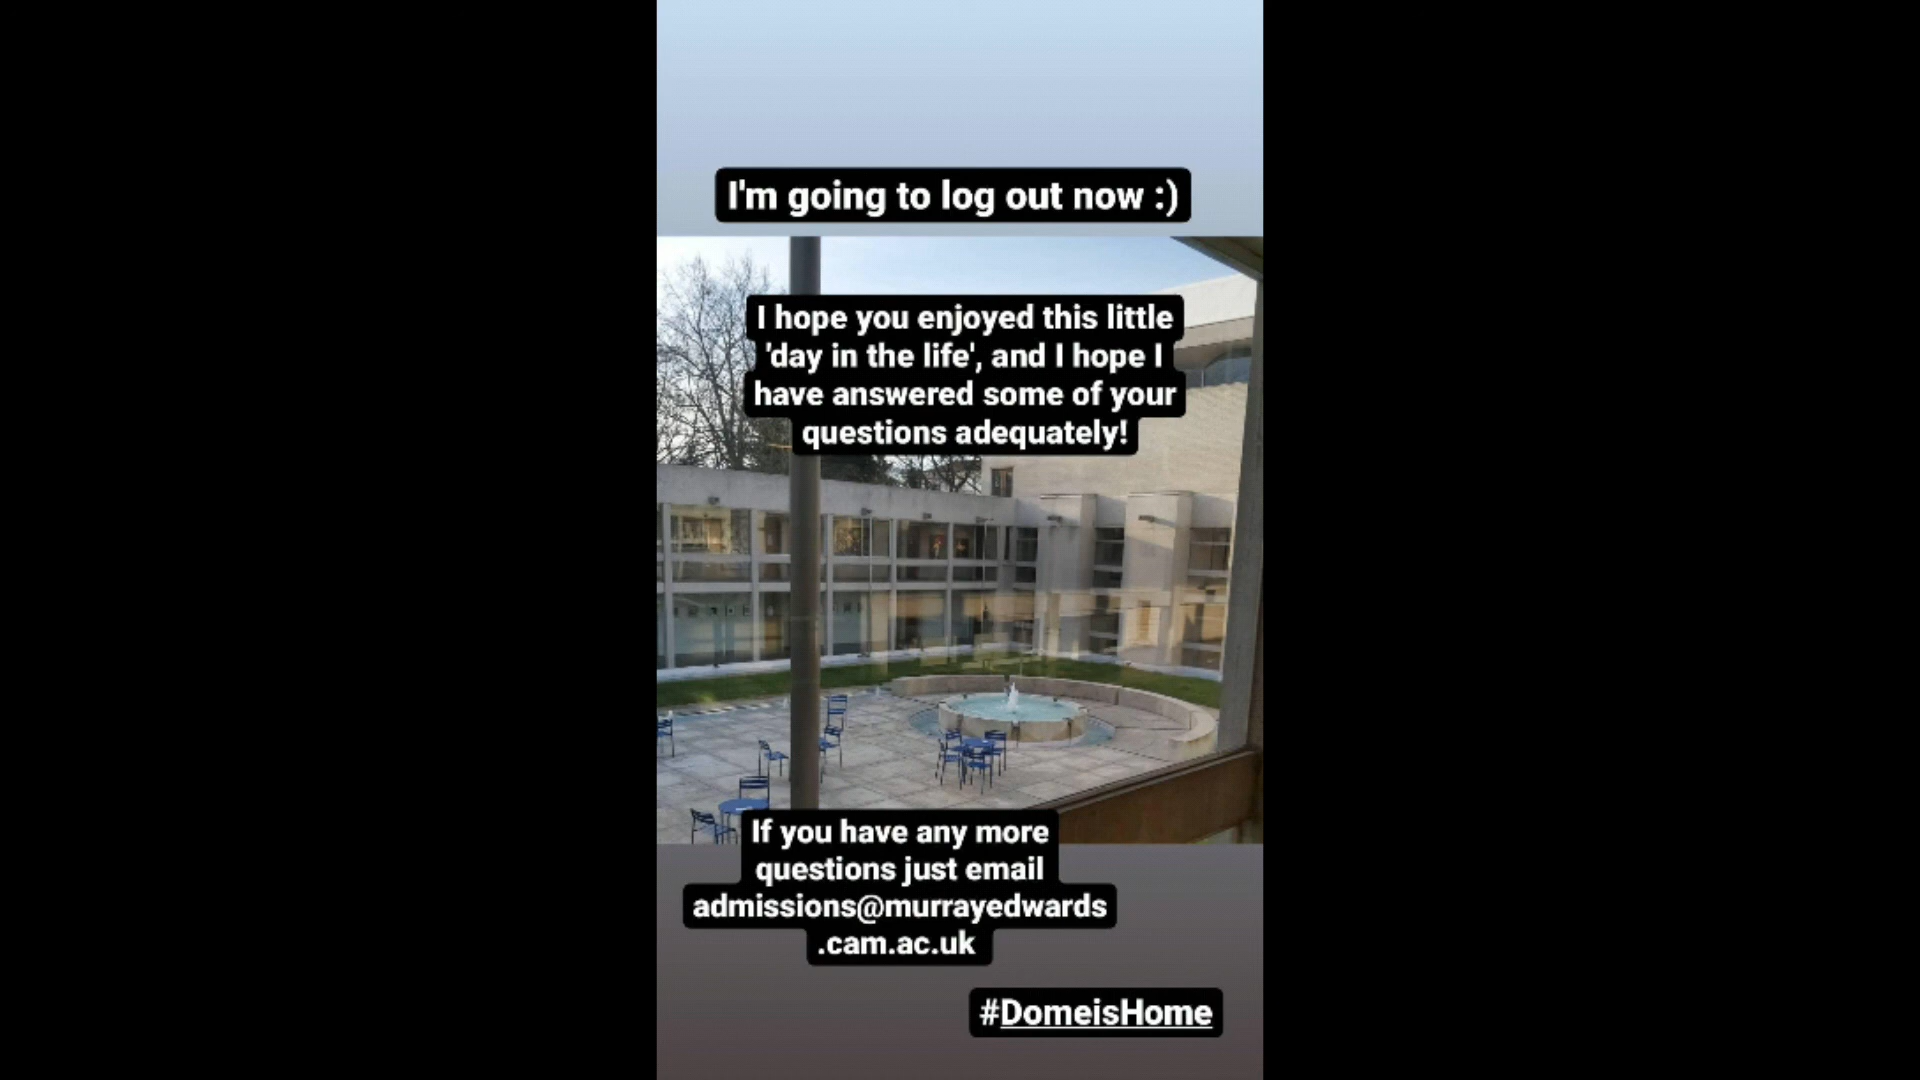 I'm going to log out now :)
I hope you enjoyed this little
'day in the life', and I hope I
have answered some of your
questions adequately!
If you have any more
questions just email
admissions@murrayedwards
.cam.ac.uk
#DomeisHome